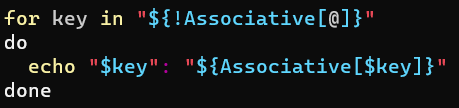 for key in "${!Associative[@]}"
do
  echo "$key": "${Associative[$key]}"
done